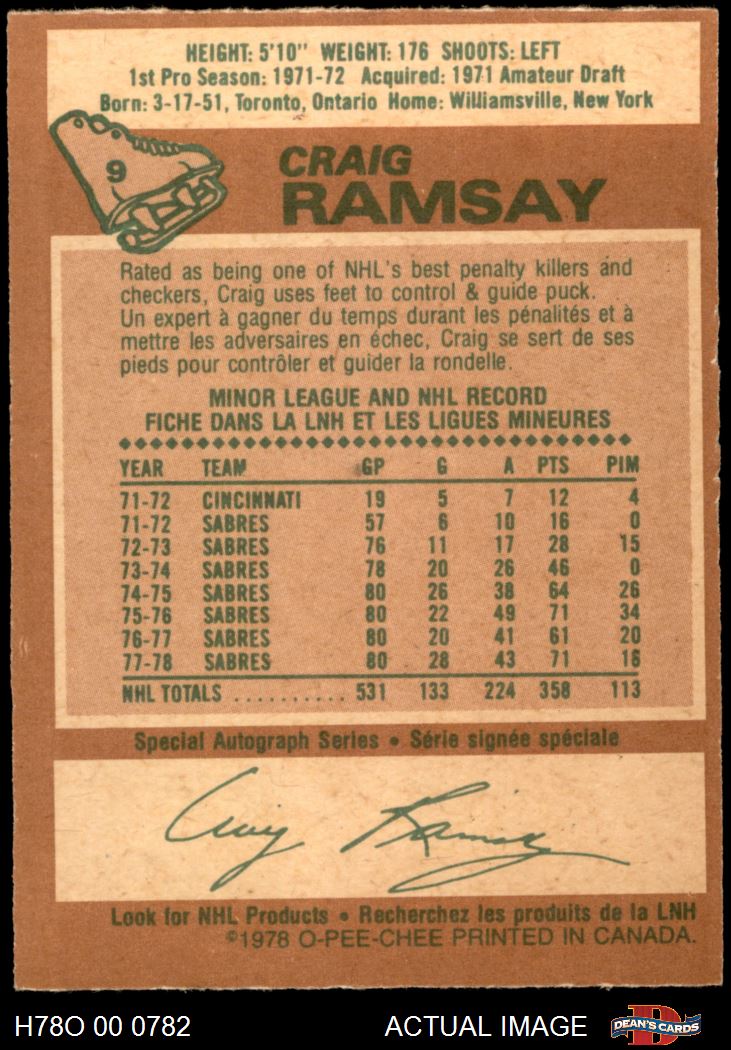 HEIGHT: 5'10" WEIGHT: 176 SHOOTS: LEFT
1st Pro Season: 1971-72 Acquired: 1971 Amateur Draft
Born: 3-17-51, Toronto, Ontario Home: Williamsville, New York
9
CRAIG
RAMSAY
Rated as being one of NHL's best penalty killers and
checkers, Craig uses feet to control & guide puck.
Un expert à gagner du temps durant les pénalités et à
mettre les adversaires en échec, Craig se sert de ses
pieds pour contrôler et guider la rondelle.
MINOR LEAGUE AND NHL RECORD
FICHE DANS LA LNH ET LES LIGUES MINEURES
YEAR TEAM GP G A PTS PIM
71-72 CINCINNATI 19 5 7 12 4
71-72 SABRES 57 6 10 16 0
72-73 SABRES 76 11 17 28 15
73-74 SABRES 78 20 26 46 0
74-75 SABRES 80 26 38 64 26
75-76 SABRES 80 22 49 71 34
76-77 SABRES 80 20 41 61 20
77-78 SABRES 80 28 43 71 16
NHL TOTALS .......... 531 133 224 358 113
Special Autograph Series • Série signée spéciale
Craig Ramsay
Look for NHL Products • Recherchez les produits de la LNH
©1978 O-PEE-CHEE PRINTED IN CANADA.
H78O 00 0782 ACTUAL IMAGE D DEAN'S CARDS